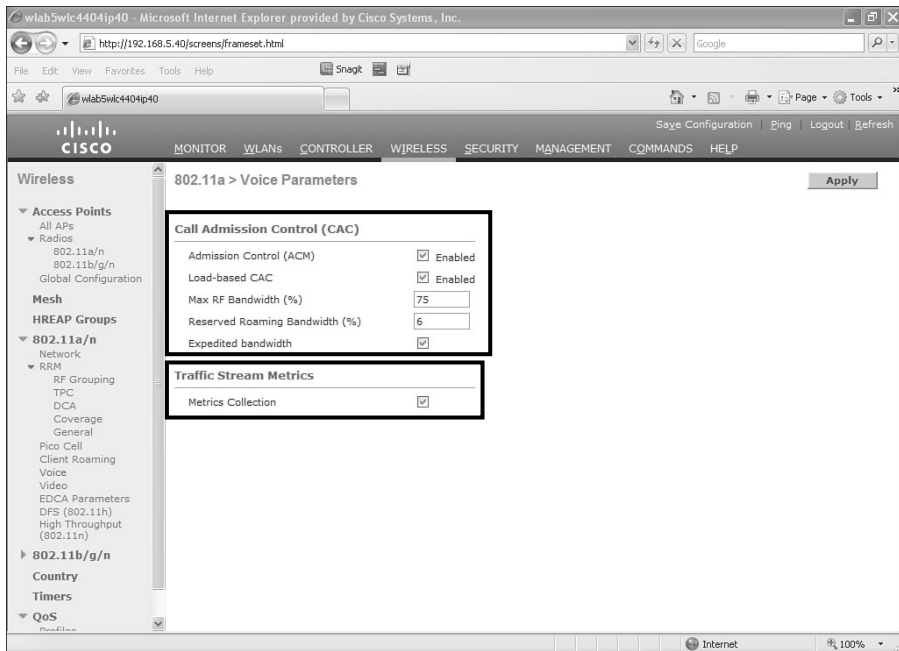 wlab5wlc4404ip40 - Microsoft Internet Explorer provided by Cisco Systems, Inc.
http://192.168.5.40/screens/frameset.html
Google
File Edit View Favorites Tools Help
Snagit
wlab5wlc4404ip40
Page
Tools
Save Configuration | Ping | Logout | Refresh
CISCO
MONITOR WLANs CONTROLLER WIRELESS SECURITY MANAGEMENT COMMANDS HELP
Wireless
Access Points
All APs
Radios
802.11a/n
802.11b/g/n
Global Configuration
Mesh
HREAP Groups
802.11a/n
Network
RRM
RF Grouping
TPC
DCA
Coverage
General
Pico Cell
Client Roaming
Voice
Video
EDCA Parameters
DFS (802.11h)
High Throughput
(802.11n)
802.11b/g/n
Country
Timers
QoS
Profiles
802.11a > Voice Parameters
Apply
Call Admission Control (CAC)
Admission Control (ACM) Enabled
Load-based CAC Enabled
Max RF Bandwidth (%) 75
Reserved Roaming Bandwidth (%) 6
Expedited bandwidth
Traffic Stream Metrics
Metrics Collection
Internet
100%